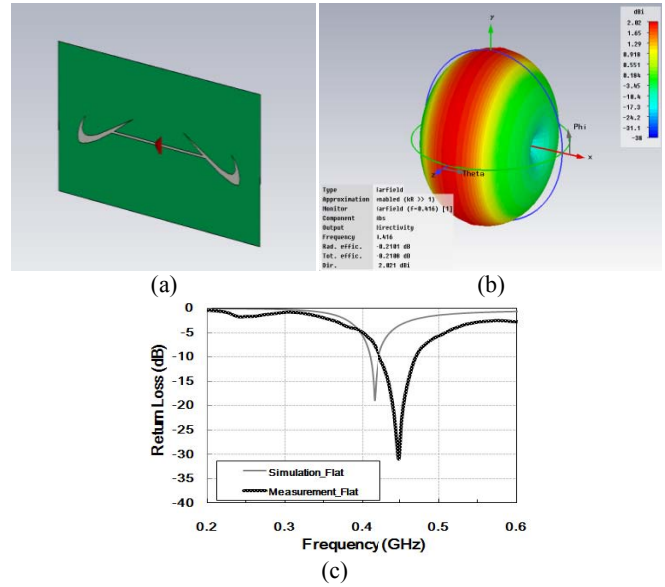 y
dBi
2.02
1.65
1.29
0.918
0.551
0.184
-3.45
-10.4
-17.3
-24.2
-31.1
-38
Phi
x
z
Theta
Type Farfield
Approximation enabled (kR >> 1)
Monitor farfield (f=0.416) [1]
Component Abs
Output Directivity
Frequency 0.416
Rad. effic. -0.2101 dB
Tot. effic. dB
Dir. 2.021 dBi
(a)
(b)
0
-5
-10
-15
-20
-25
-30
-35
-40
Return Loss (dB)
Simulation_Flat
Measurement_Flat
0.2 0.3 0.4 0.5 0.6
Frequency (GHz)
(c)